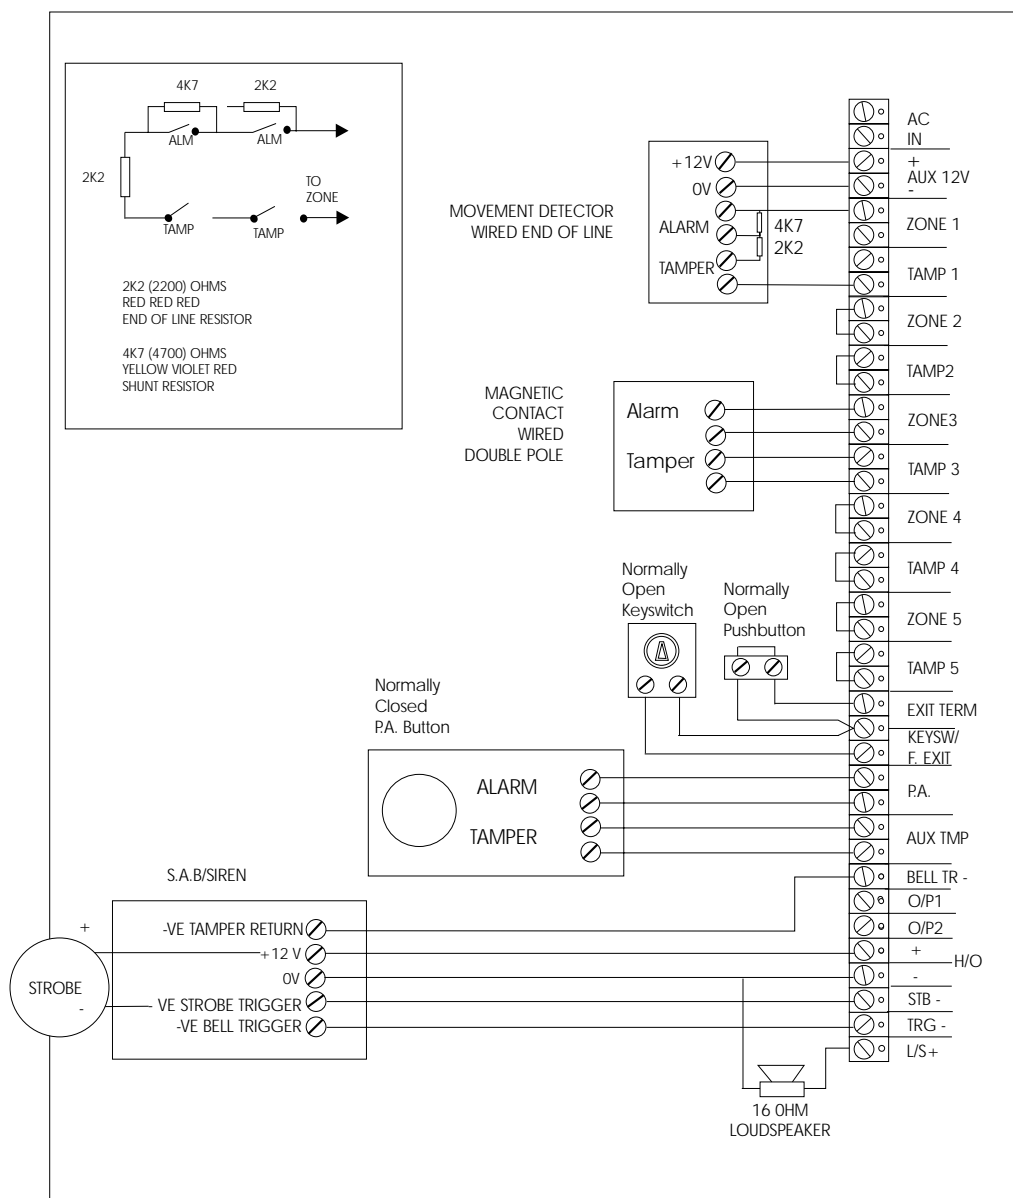 4K7
2K2
ALM
ALM
2K2
TO
ZONE
TAMP
TAMP
2K2 (2200) OHMS
RED RED RED
END OF LINE RESISTOR
4K7 (4700) OHMS
YELLOW VIOLET RED
SHUNT RESISTOR
MOVEMENT DETECTOR
WIRED END OF LINE
+12V
0V
ALARM
TAMPER
4K7
2K2
MAGNETIC
CONTACT
WIRED
DOUBLE POLE
Alarm
Tamper
Normally
Open
Keyswitch
Normally
Open
Pushbutton
Normally
Closed
P.A. Button
ALARM
TAMPER
S.A.B/SIREN
+
STROBE
-
-VE TAMPER RETURN
+12 V
0V
VE STROBE TRIGGER
-VE BELL TRIGGER
16 0HM
LOUDSPEAKER
AC
IN
+
AUX 12V
-
ZONE 1
TAMP 1
ZONE 2
TAMP2
ZONE3
TAMP 3
ZONE 4
TAMP 4
ZONE 5
TAMP 5
EXIT TERM
KEYSW/
F. EXIT
P.A.
AUX TMP
BELL TR -
O/P1
O/P2
+
H/O
-
STB -
TRG -
L/S+